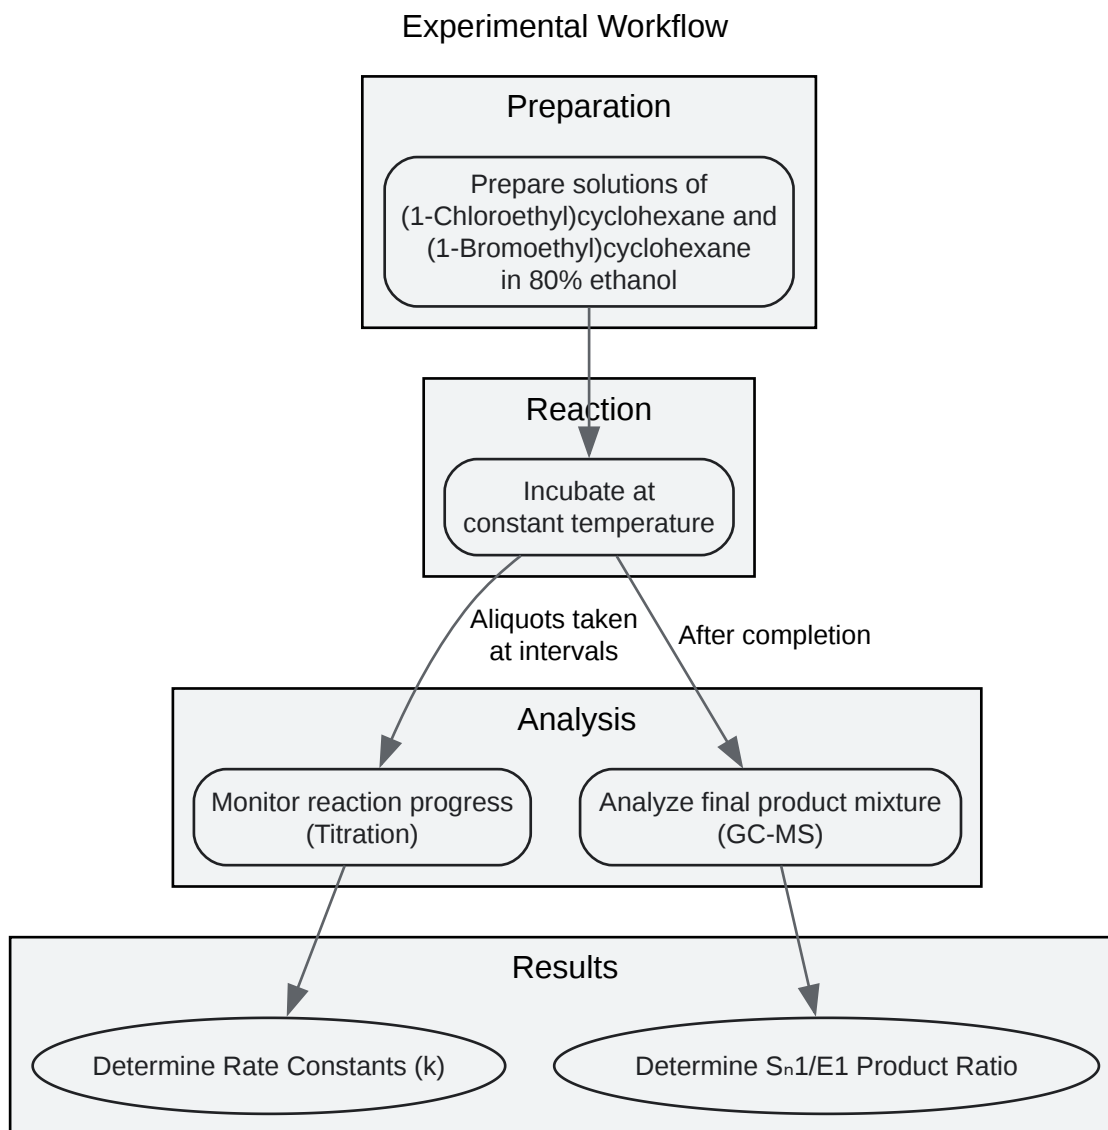 Experimental Workflow
Preparation
Prepare solutions of
(1-Chloroethyl)cyclohexane and
(1-Bromoethyl)cyclohexane
in 80% ethanol
Reaction
Incubate at
constant temperature
Aliquots taken
at intervals
After completion
Analysis
Monitor reaction progress
(Titration)
Analyze final product mixture
(GC-MS)
Results
Determine Rate Constants (k)
Determine Sₙ1/E1 Product Ratio